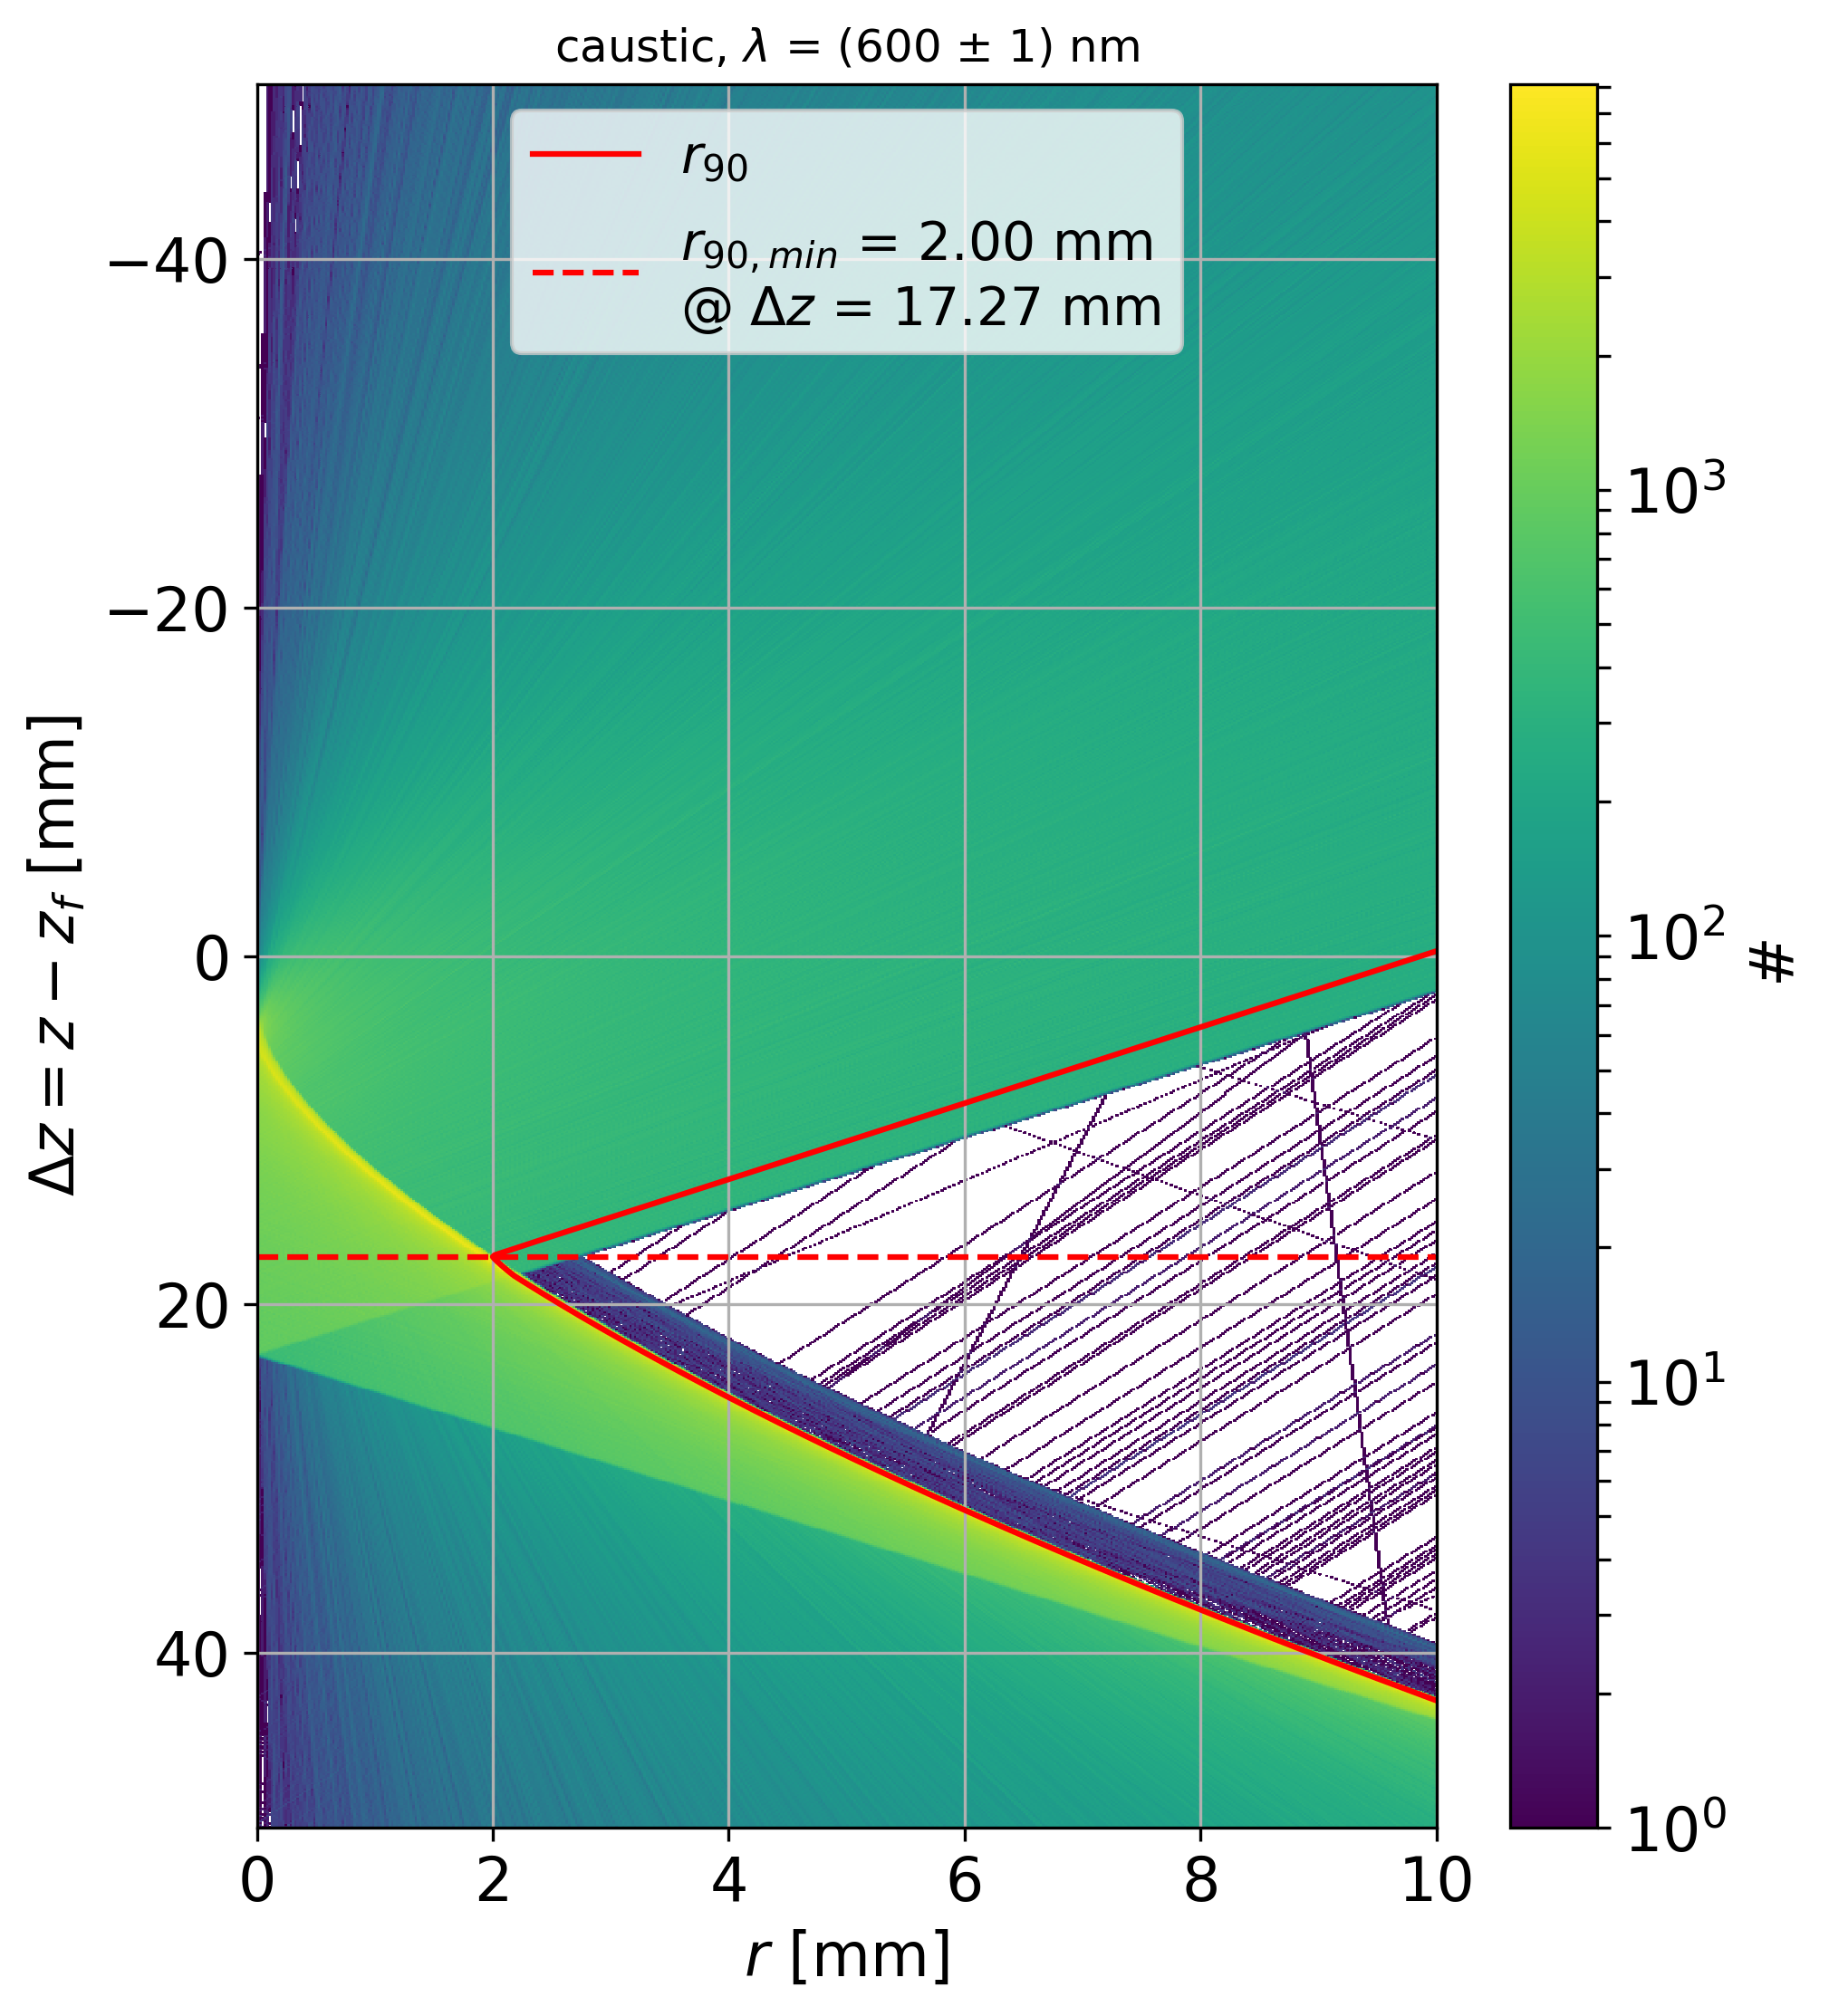 caustic, λ = (600 ± 1) nm
r₉₀
r₉₀,min = 2.00 mm
@ Δz = 17.27 mm
−40
−20
0
20
40
Δz = z − z_f [mm]
0 2 4 6 8 10
r [mm]
10³
10²
10¹
10⁰
#